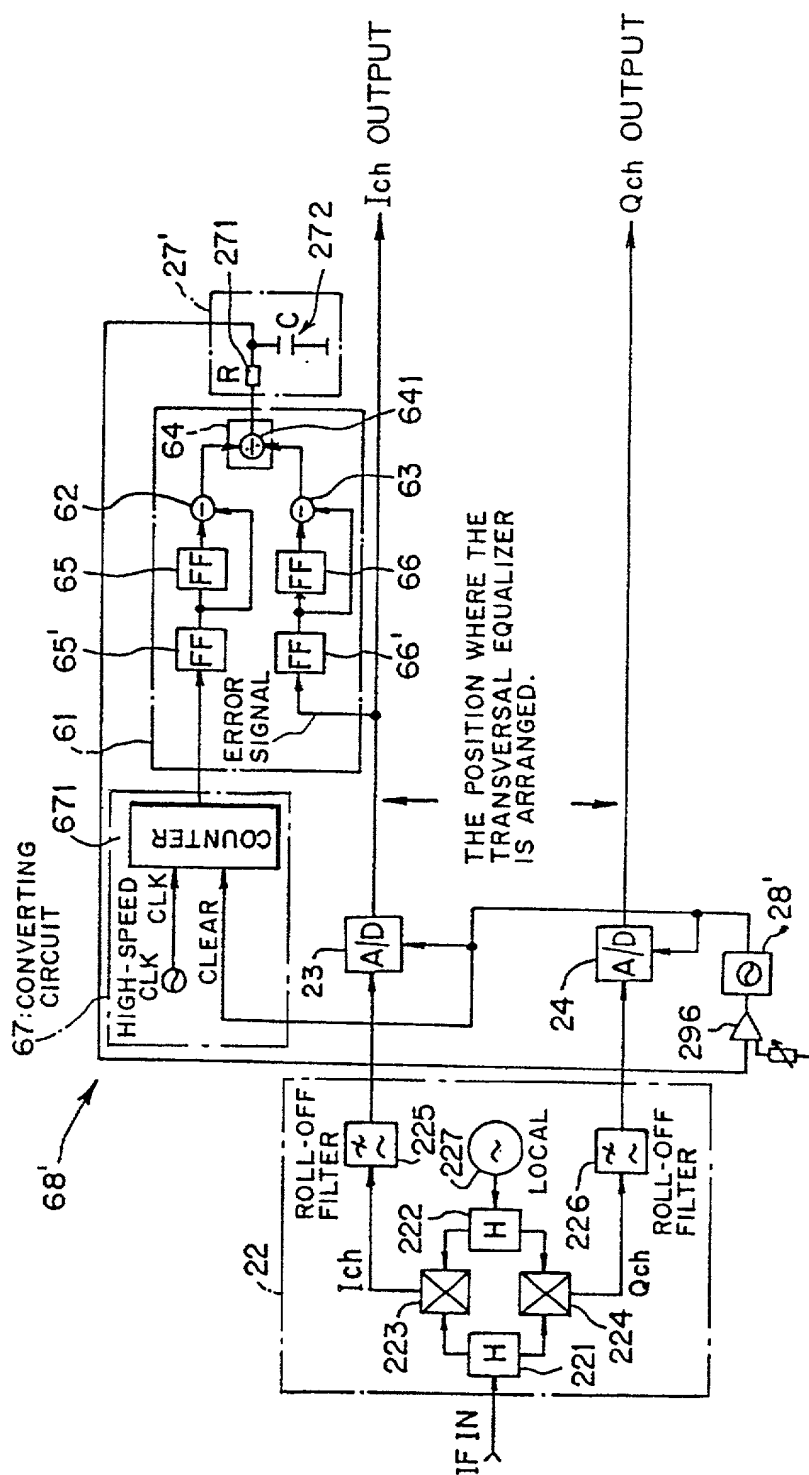 68'
67:CONVERTING
CIRCUIT
671
HIGH-SPEED
CLK
CLK
CLEAR
COUNTER
61
65'
65
62
FF
FF
−
64
÷
641
27'
271
R
C
272
ERROR
SIGNAL
FF
FF
−
66'
66
63
Ich OUTPUT
22
Ich
ROLL-OFF
FILTER
225
23
A/D
223
222
H
227
LOCAL
IF IN
H
221
224
Qch
226
ROLL-OFF
FILTER
24
A/D
296
28'
THE POSITION WHERE THE
TRANSVERSAL EQUALIZER
IS ARRANGED.
Qch OUTPUT